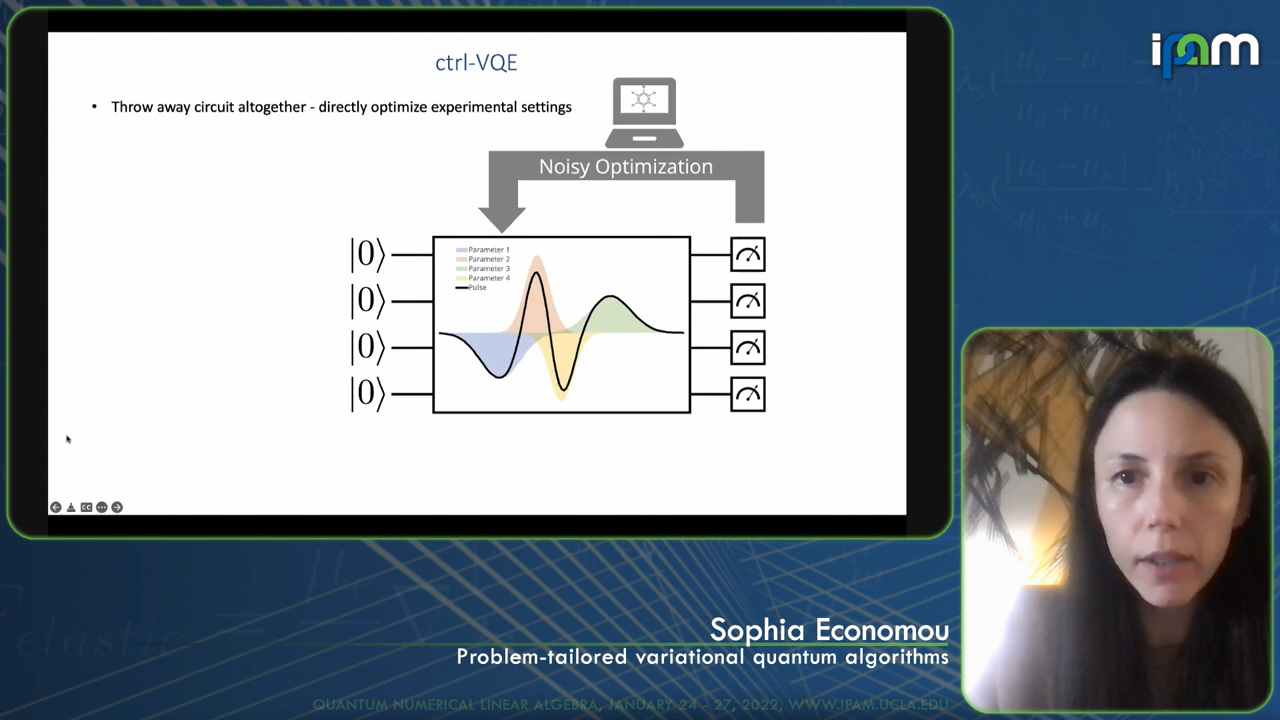 ctrl-VQE
• Throw away circuit altogether - directly optimize experimental settings
Noisy Optimization
|0⟩
|0⟩
|0⟩
|0⟩
Parameter 1
Parameter 2
Parameter 3
Parameter 4
Pulse
ipam
Sophia Economou
Problem-tailored variational quantum algorithms
QUANTUM NUMERICAL LINEAR ALGEBRA, JANUARY 24 - 27, 2022, WWW.IPAM.UCLA.EDU
elastic